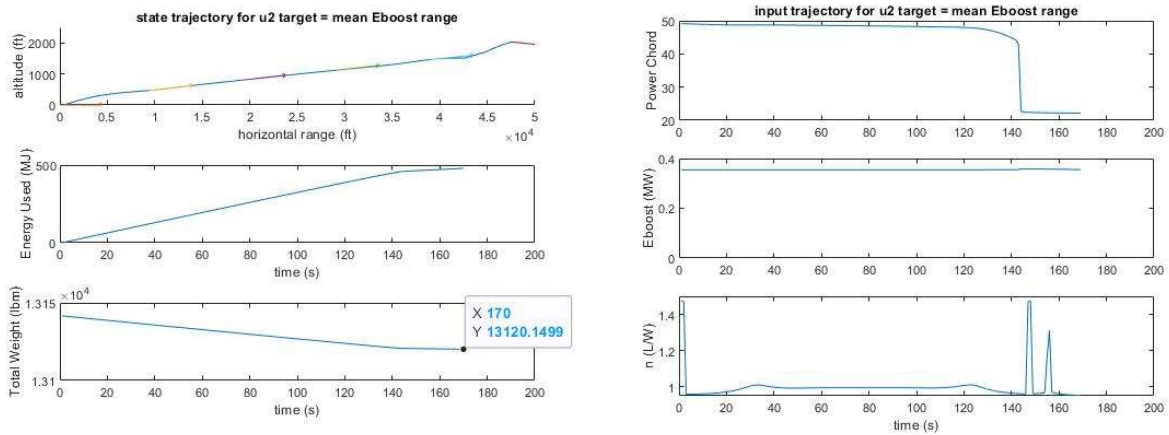 state trajectory for u2 target = mean Eboost range
2000
1000
0
altitude (ft)
0 0.5 1 1.5 2 2.5 3 3.5 4 4.5 5
horizontal range (ft)
×10⁴
500
0
Energy Used (MJ)
0 20 40 60 80 100 120 140 160 180 200
time (s)
1.315 ×10⁴
1.31
Total Weight (lbm)
X 170
Y 13120.1499
0 20 40 60 80 100 120 140 160 180 200
time (s)
input trajectory for u2 target = mean Eboost range
50
40
30
20
Power Chord
0 20 40 60 80 100 120 140 160 180 200
0.4
0.2
0
Eboost (MW)
0 20 40 60 80 100 120 140 160 180 200
1.4
1.2
1
n (L/W)
0 20 40 60 80 100 120 140 160 180 200
time (s)